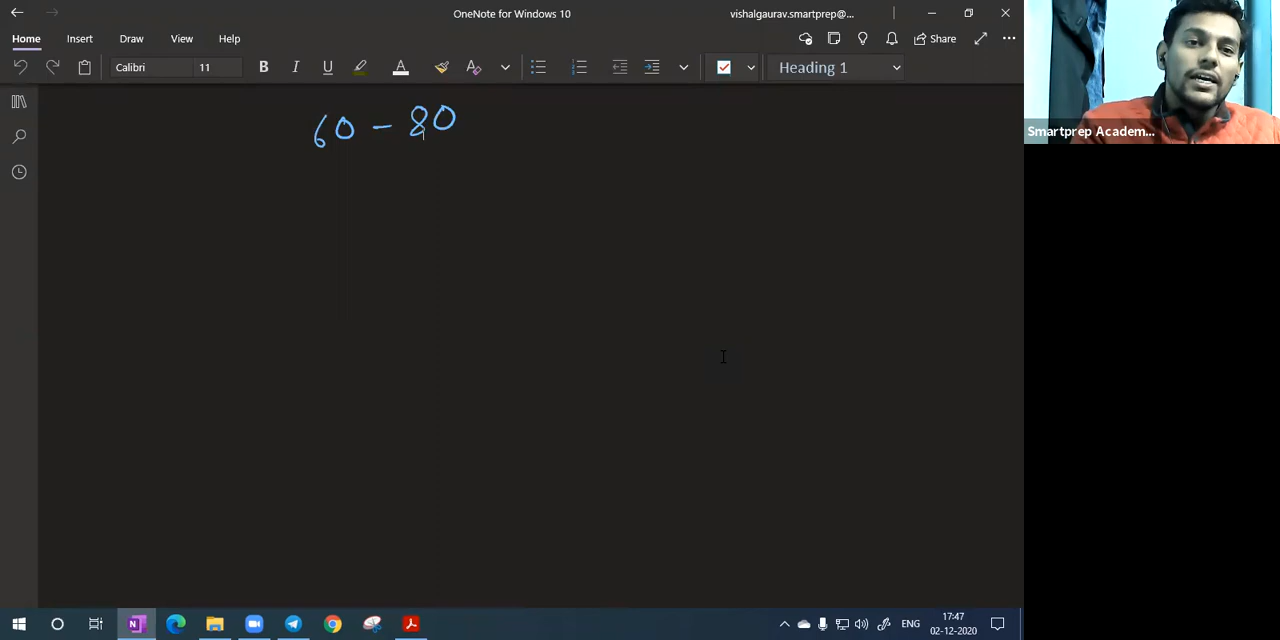 OneNote for Windows 10
vishalgaurav.smartprep@...
Home Insert Draw View Help
Share
Calibri 11 B I U A A Heading 1
60 - 80
Smartprep Academ...
N
ENG
17:47
02-12-2020